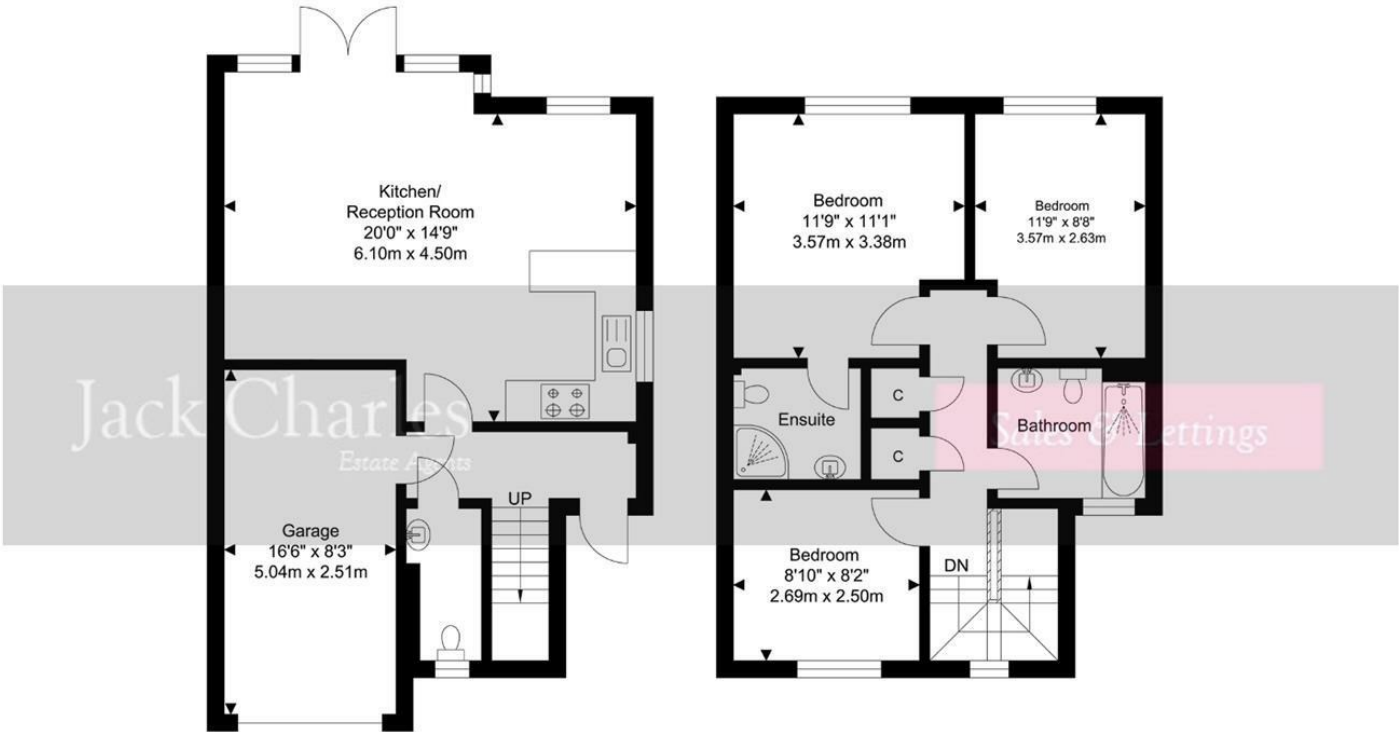 Kitchen/
Reception Room
20'0" x 14'9"
6.10m x 4.50m
Garage
16'6" x 8'3"
5.04m x 2.51m
UP
Bedroom
11'9" x 11'1"
3.57m x 3.38m
Bedroom
11'9" x 8'8"
3.57m x 2.63m
Ensuite
C
C
Bathroom
Bedroom
8'10" x 8'2"
2.69m x 2.50m
DN
Jack Charles
Estate Agents
Sales & Lettings